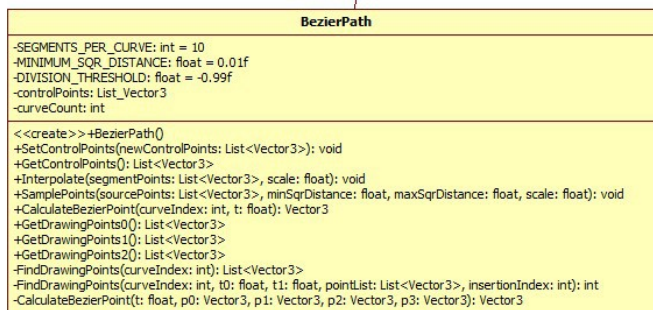 BezierPath
-SEGMENTS_PER_CURVE: int = 10
-MINIMUM_SQR_DISTANCE: float = 0.01f
-DIVISION_THRESHOLD: float = -0.99f
-controlPoints: List_Vector3
-curveCount: int
<<create>>+BezierPath()
+SetControlPoints(newControlPoints: List<Vector3>): void
+GetControlPoints(): List<Vector3>
+Interpolate(segmentPoints: List<Vector3>, scale: float): void
+SamplePoints(sourcePoints: List<Vector3>, minSqrDistance: float, maxSqrDistance: float, scale: float): void
+CalculateBezierPoint(curveIndex: int, t: float): Vector3
+GetDrawingPoints0(): List<Vector3>
+GetDrawingPoints1(): List<Vector3>
+GetDrawingPoints2(): List<Vector3>
-FindDrawingPoints(curveIndex: int): List<Vector3>
-FindDrawingPoints(curveIndex: int, t0: float, t1: float, pointList: List<Vector3>, insertionIndex: int): int
-CalculateBezierPoint(t: float, p0: Vector3, p1: Vector3, p2: Vector3, p3: Vector3): Vector3